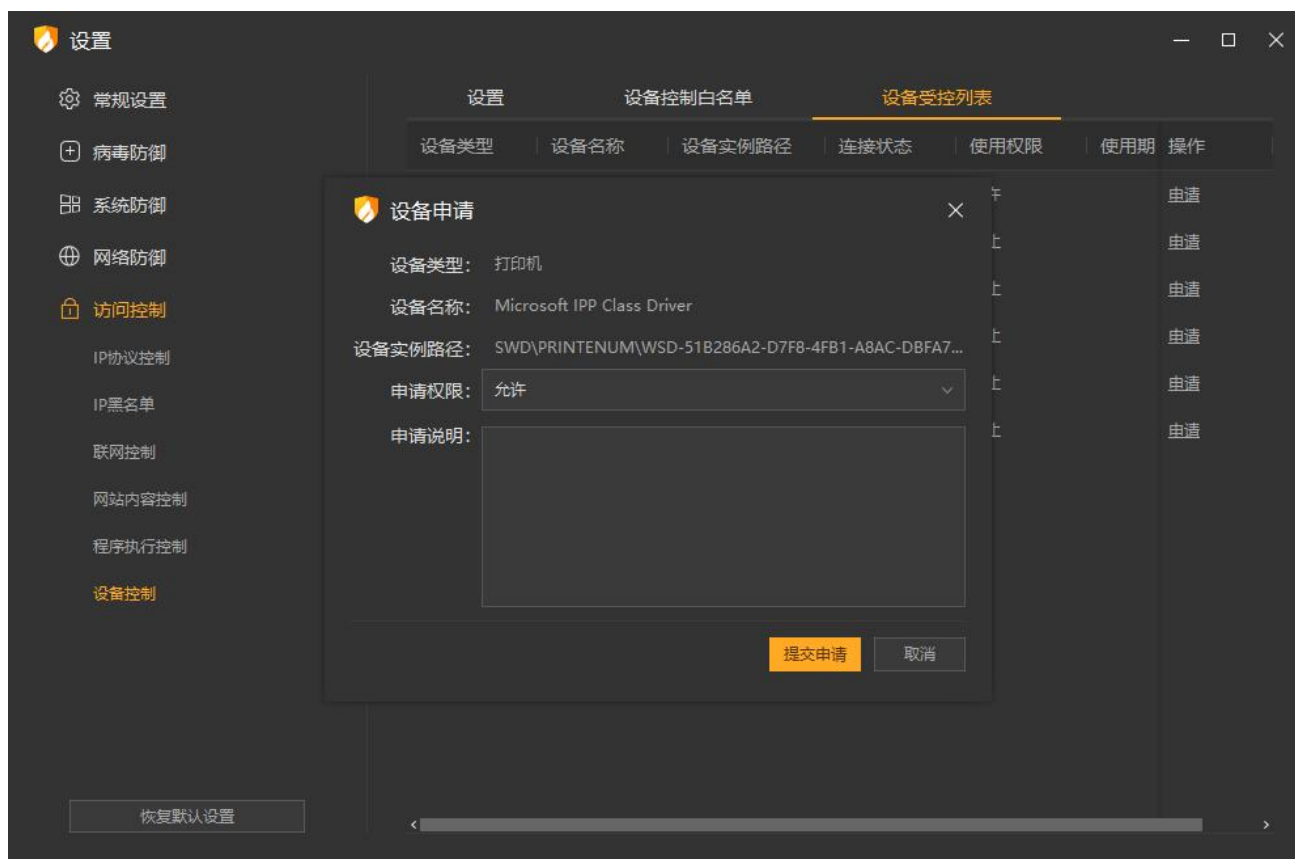 设置
常规设置
病毒防御
系统防御
网络防御
访问控制
IP协议控制
IP黑名单
联网控制
网站内容控制
程序执行控制
设备控制
恢复默认设置
设置 设备控制白名单 设备受控列表
设备类型 设备名称 设备实例路径 连接状态 使用权限 使用期 操作
申请
申请
申请
申请
申请
申请
设备申请
设备类型: 打印机
设备名称: Microsoft IPP Class Driver
设备实例路径: SWD\PRINTENUM\WSD-51B286A2-D7F8-4FB1-A8AC-DBFA7...
申请权限: 允许
申请说明:
提交申请 取消